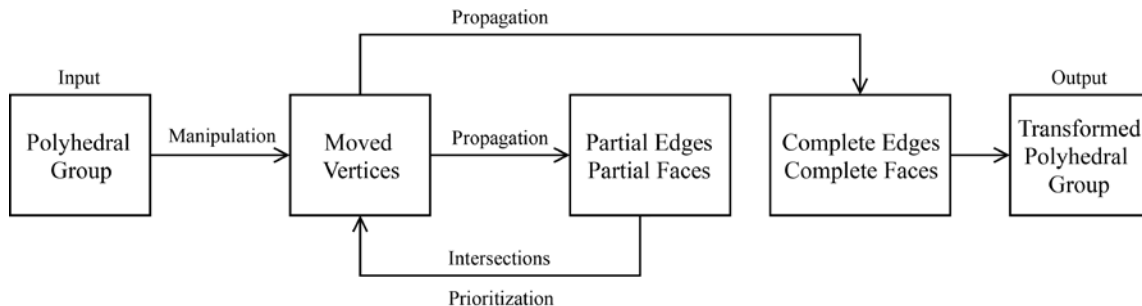 Propagation
Input
Output
Polyhedral
Group
Manipulation
Moved
Vertices
Propagation
Partial Edges
Partial Faces
Complete Edges
Complete Faces
Transformed
Polyhedral
Group
Intersections
Prioritization